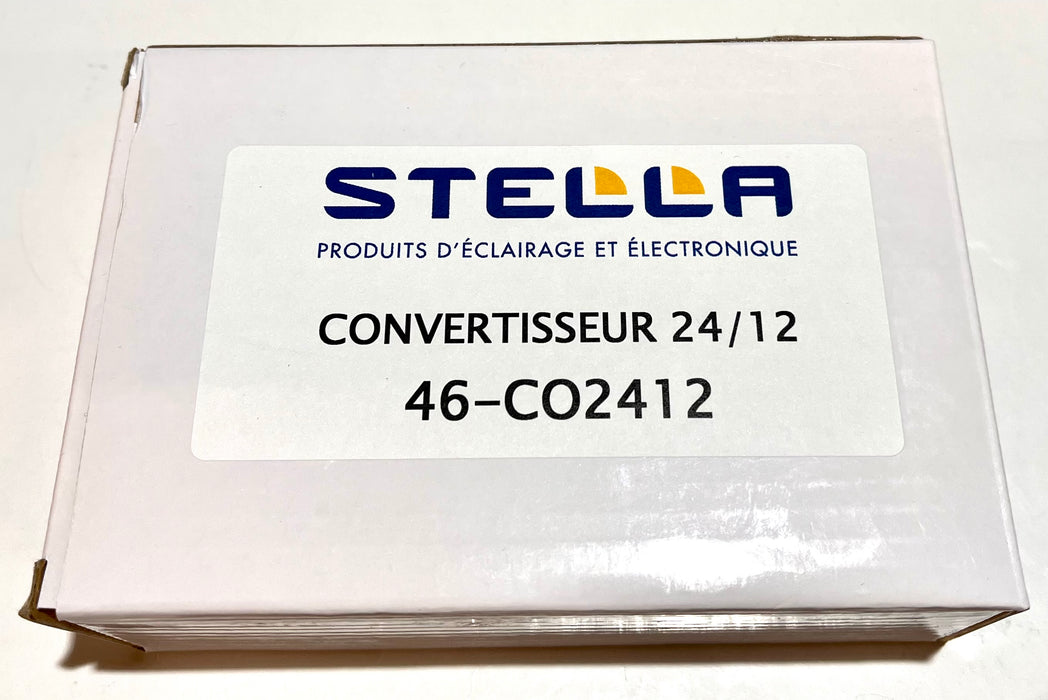 STELLA
PRODUITS D'ÉCLAIRAGE ET ÉLECTRONIQUE
CONVERTISSEUR 24/12
46-CO2412